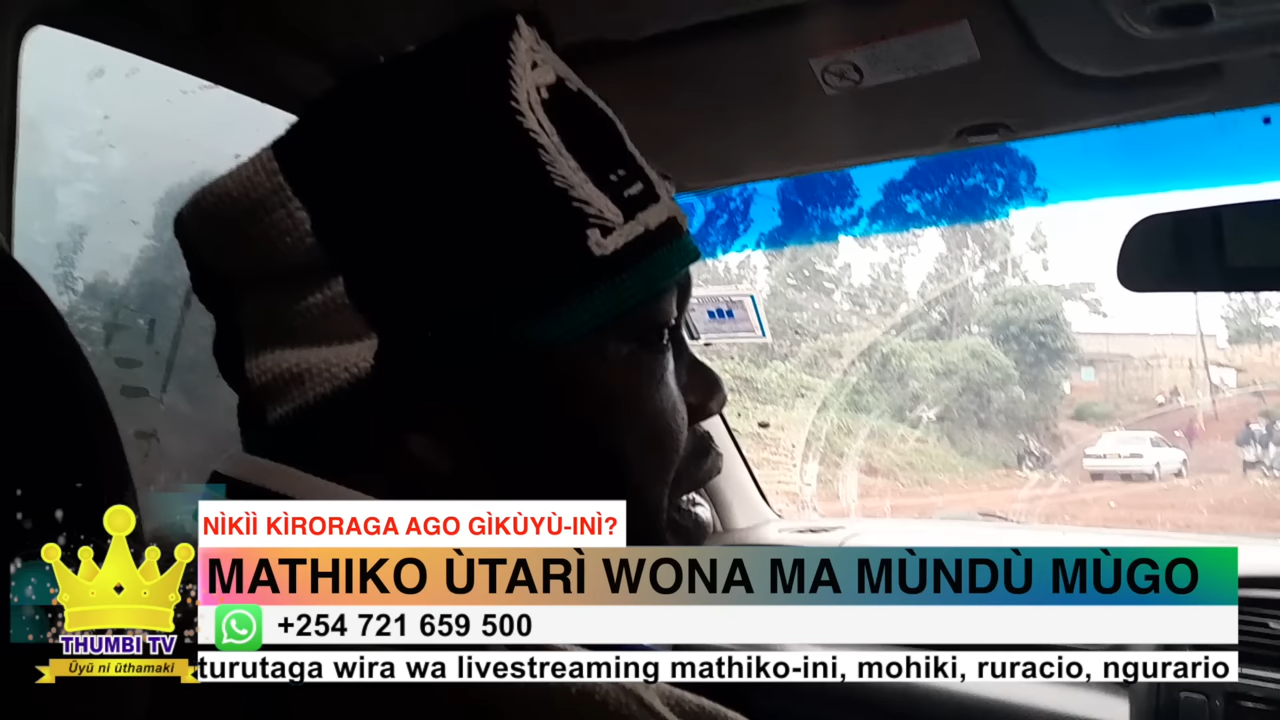 NÌKÌÌ KÌRORAGA AGO GÌKÙYÙ-INÌ?
MATHIKO ÙTARÌ WONA MA MÙNDÙ MÙGO
+254 721 659 500
THUMBI TV
Ũyũ nĩ ũthamaki
turutaga wira wa livestreaming mathiko-ini, mohiki, ruracio, ngurario